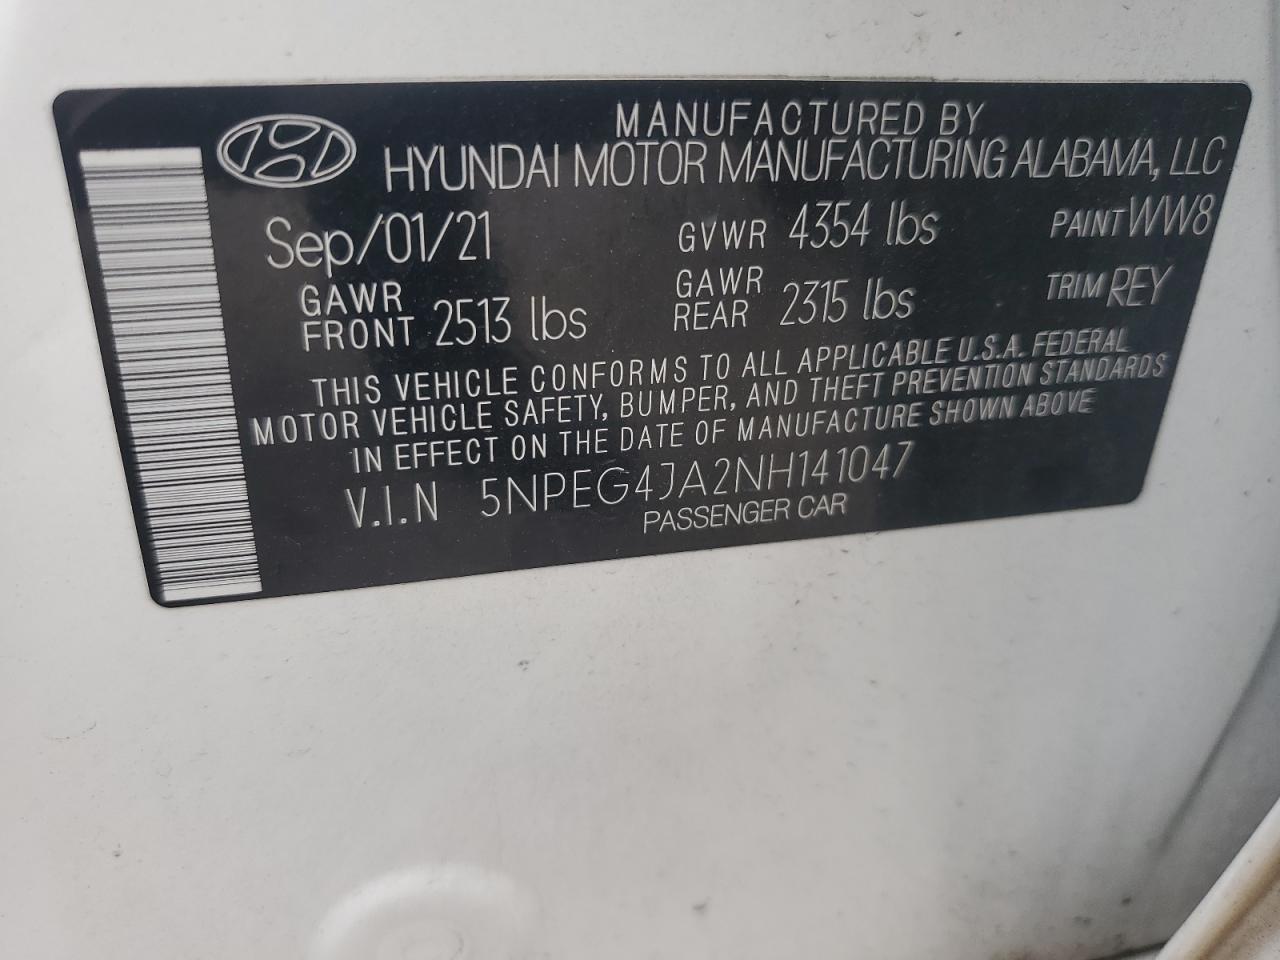 MANUFACTURED BY
HYUNDAI MOTOR MANUFACTURING ALABAMA, LLC
Sep/01/21 GVWR 4354 lbs PAINT WW8
GAWR FRONT 2513 lbs GAWR REAR 2315 lbs TRIM REY
THIS VEHICLE CONFORMS TO ALL APPLICABLE U.S.A. FEDERAL
MOTOR VEHICLE SAFETY, BUMPER, AND THEFT PREVENTION STANDARDS
IN EFFECT ON THE DATE OF MANUFACTURE SHOWN ABOVE
V.I.N 5NPEG4JA2NH141047
PASSENGER CAR